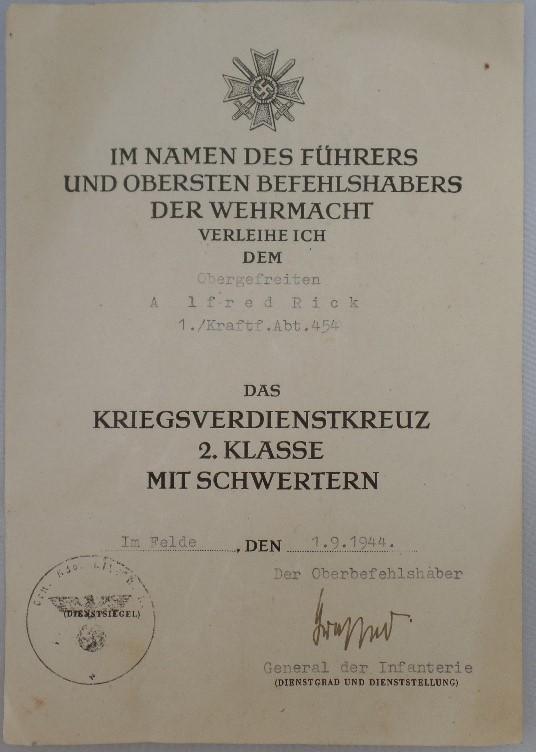 IM NAMEN DES FÜHRERS
UND OBERSTEN BEFEHLSHABERS
DER WEHRMACHT
VERLEIHE ICH
DEM
Obergefreiten
A lfred Rick
1./Kraftf.Abt.454
DAS
KRIEGSVERDIENSTKREUZ
2. KLASSE
MIT SCHWERTERN
Im Felde, DEN 1.9.1944.
Der Oberbefehlshaber
(DIENSTSIEGEL)
General der Infanterie
(DIENSTGRAD UND DIENSTSTELLUNG)